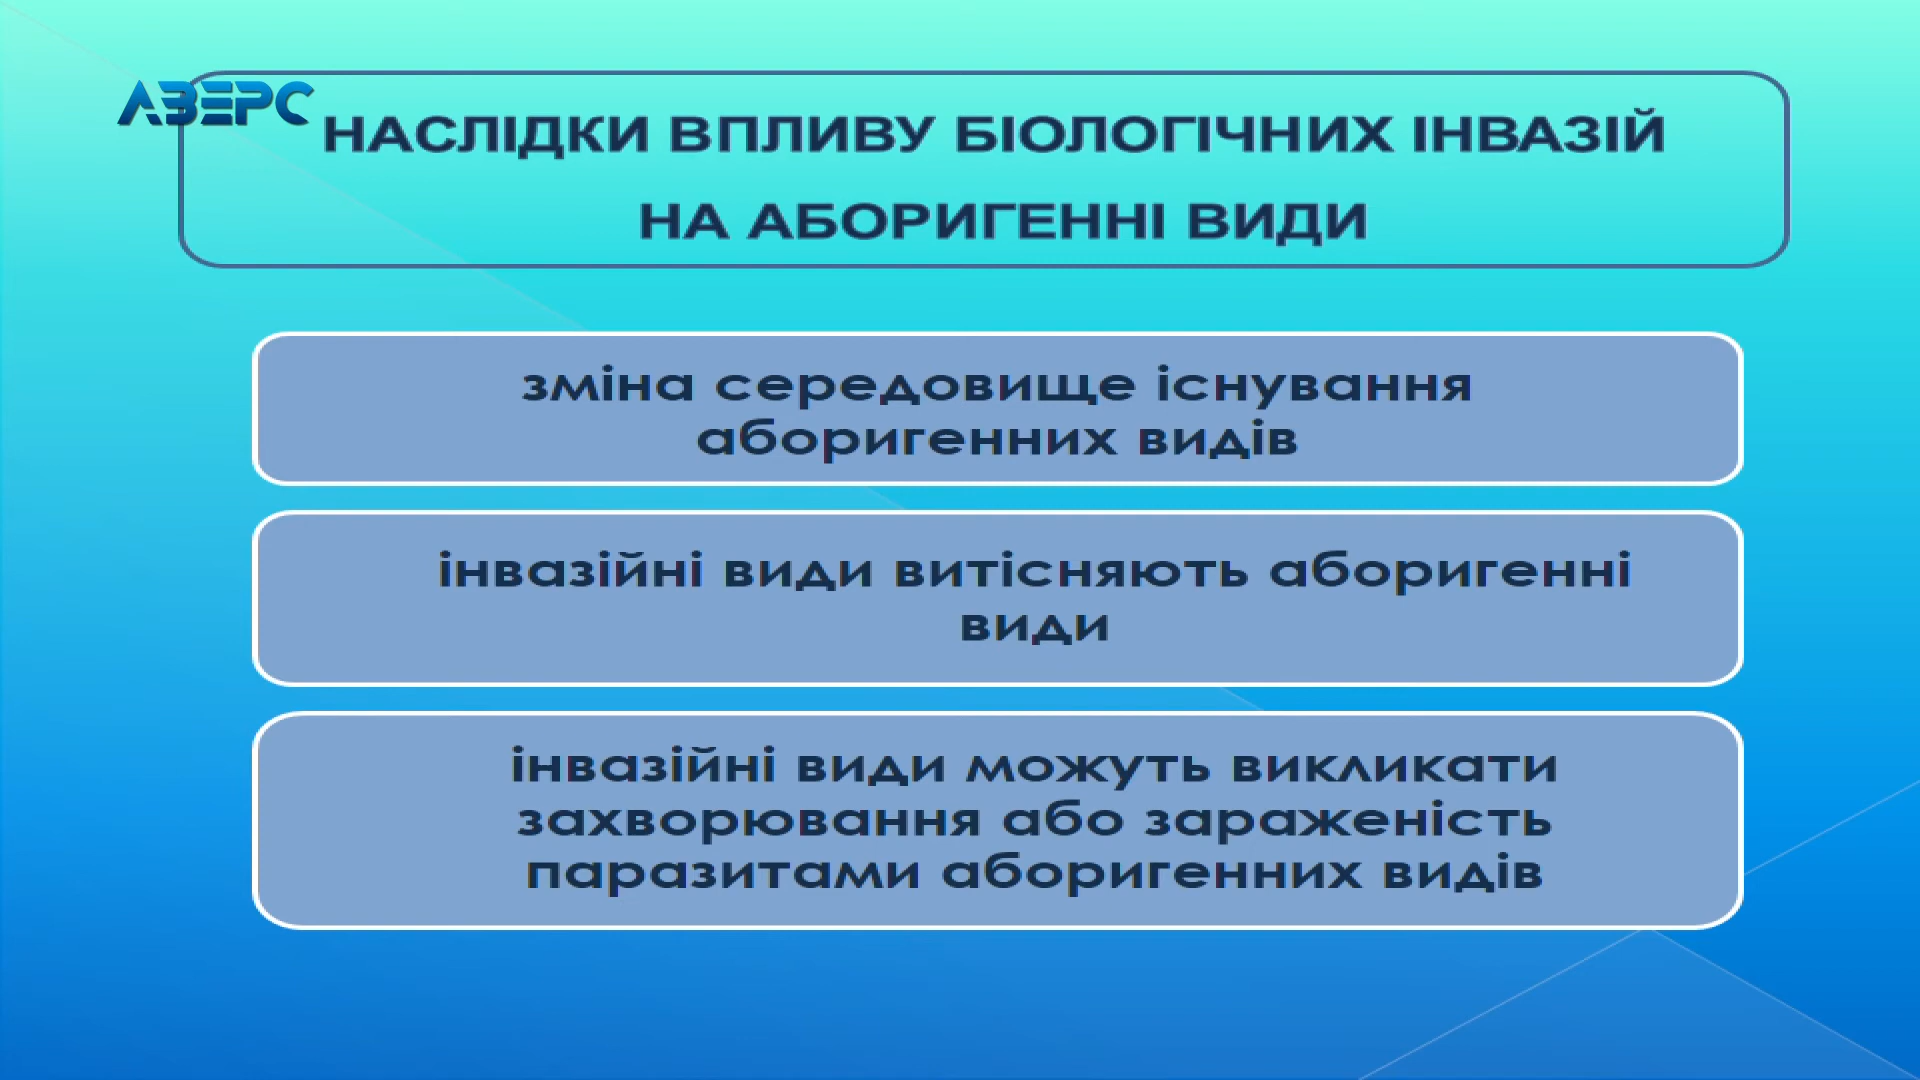 АВЕРС
НАСЛІДКИ ВПЛИВУ БІОЛОГІЧНИХ ІНВАЗІЙ
НА АБОРИГЕННІ ВИДИ
зміна середовище існування
аборигенних видів
інвазійні види витісняють аборигенні
види
інвазійні види можуть викликати
захворювання або зараженість
паразитами аборигенних видів